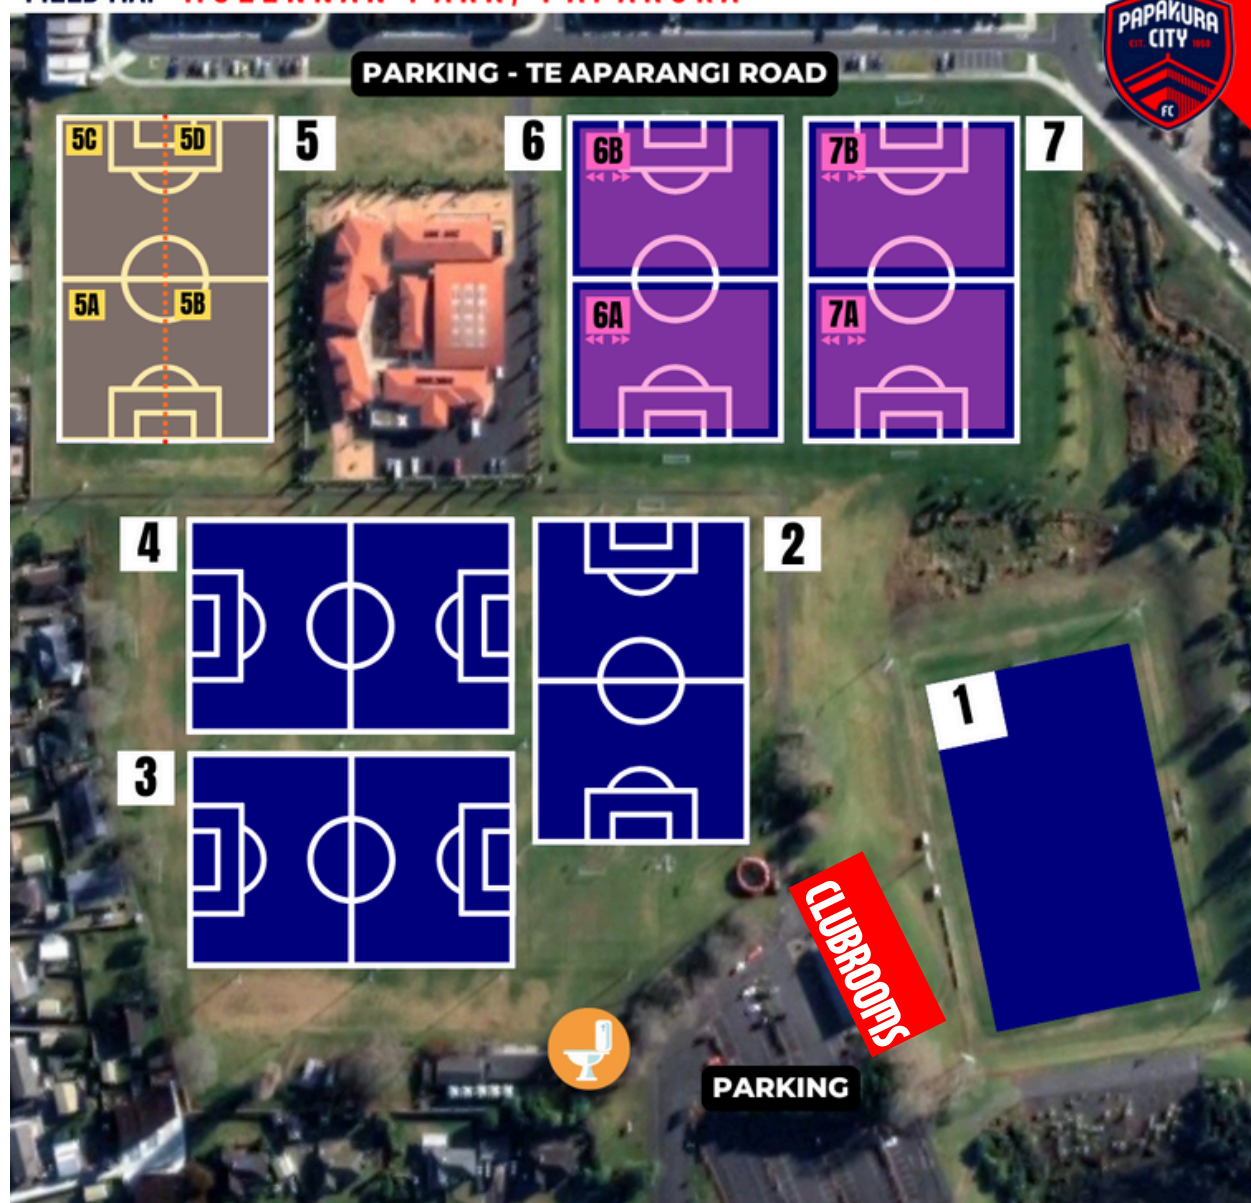 PAPAKURA
EST. CITY 1959
FC
PARKING - TE APARANGI ROAD
5C 5D 5 6 6B 7B 7
5A 5B 6A 7A
4 2
1
3
CLUBROOMS
PARKING